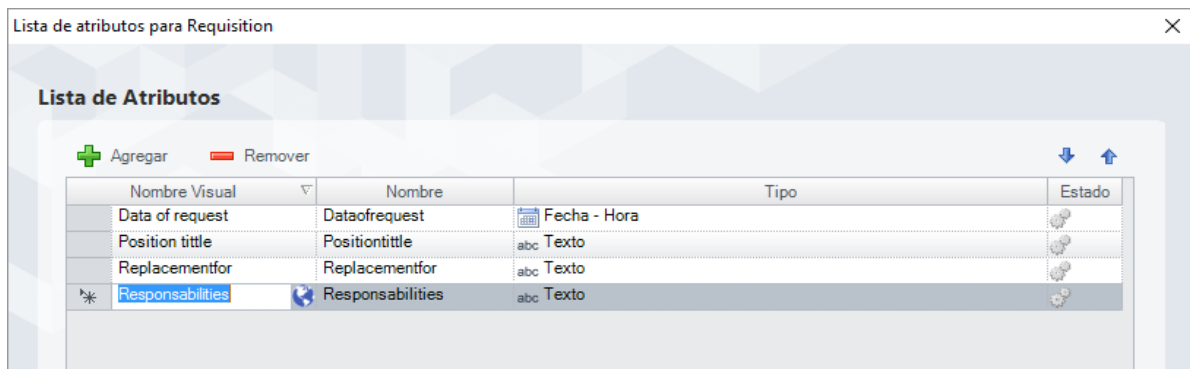 Lista de atributos para Requisition
Lista de Atributos
Agregar Remover
Nombre Visual Nombre Tipo Estado
Data of request Dataofrequest Fecha - Hora
Position tittle Positiontittle abc Texto
Replacementfor Replacementfor abc Texto
Responsabilities Responsabilities abc Texto